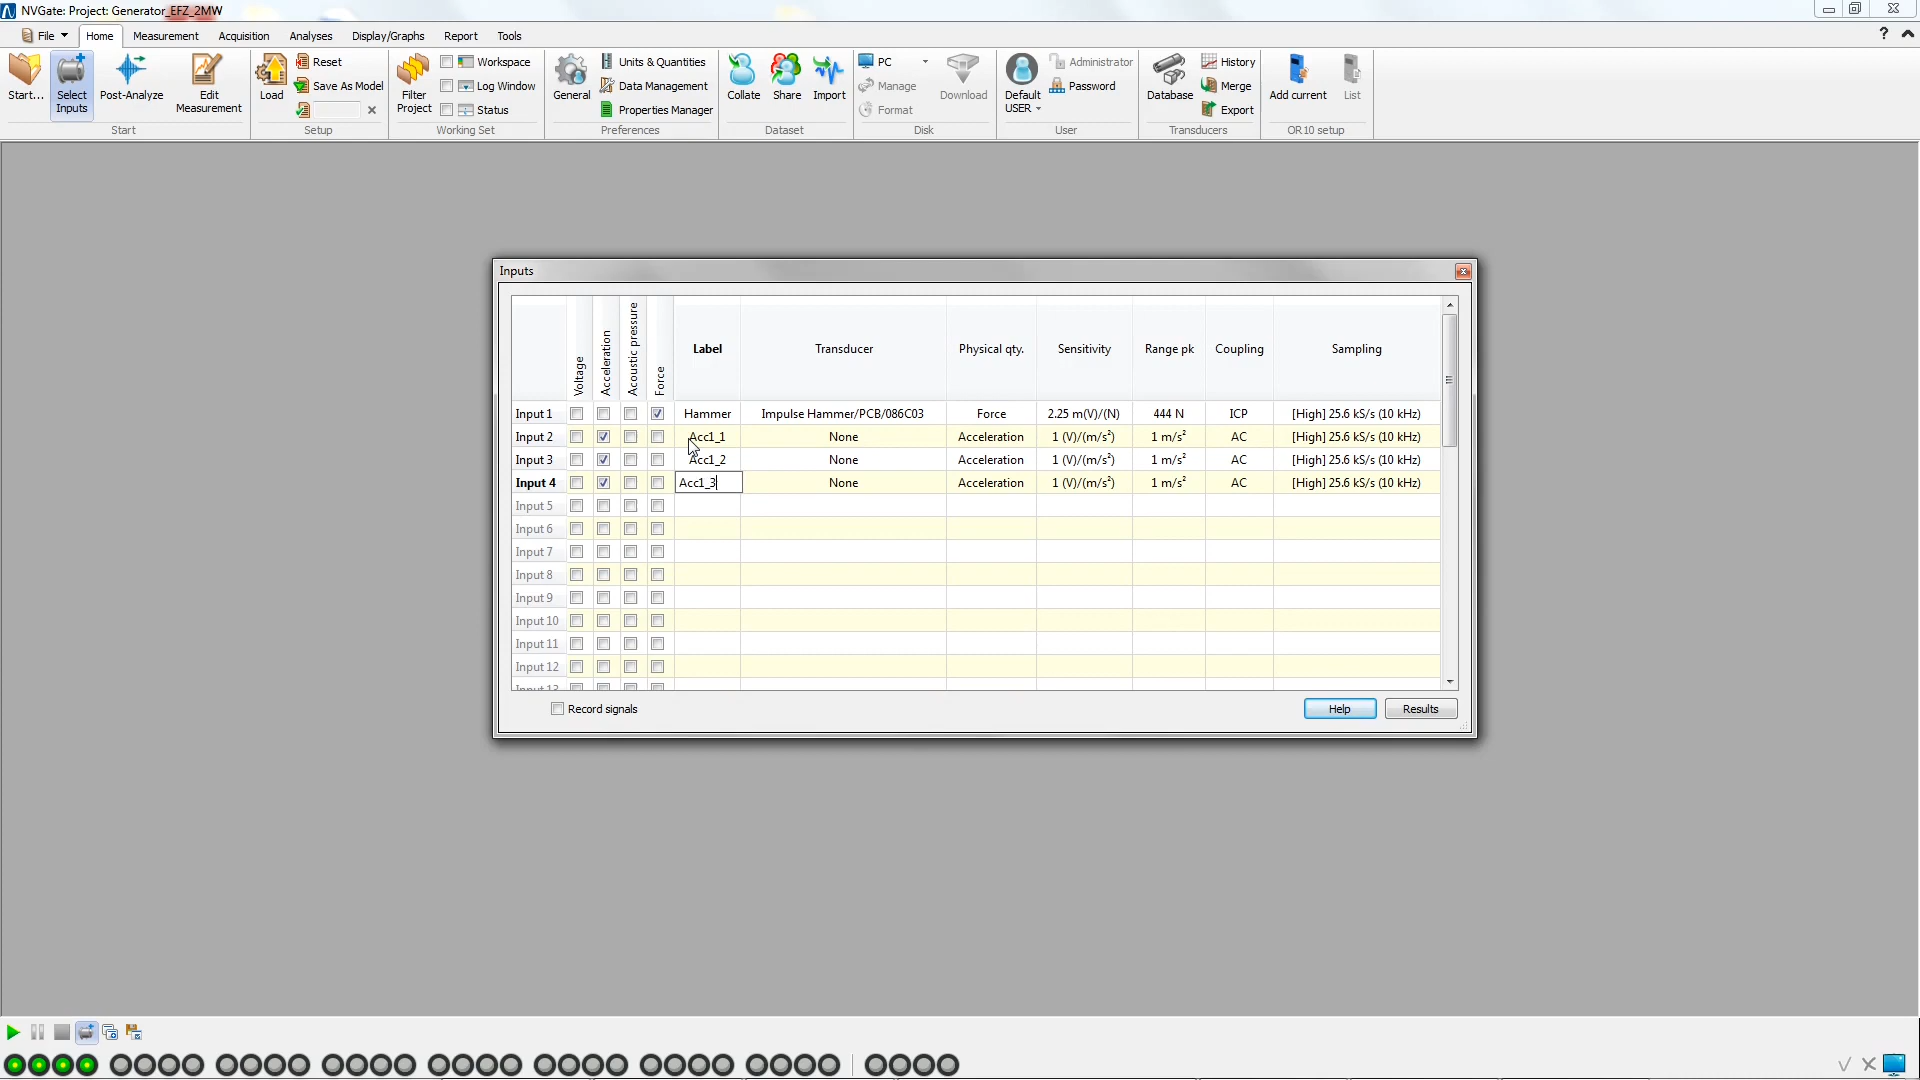 NVGate: Project: Generator_EFZ_2MW
File Home Measurement Acquisition Analyses Display/Graphs Report Tools
Start...
Select Inputs
Post-Analyze
Edit Measurement
Start
Load
Reset
Save As Model
Setup
Filter Project
Workspace
Log Window
Status
Working Set
General
Units & Quantities
Data Management
Properties Manager
Preferences
Collate
Share
Import
Dataset
PC
Manage
Format
Download
Disk
Default USER
Administrator
Password
User
Database
History
Merge
Export
Transducers
Add current
List
OR10 setup
Inputs
Voltage Acceleration Acoustic pressure Force Label Transducer Physical qty. Sensitivity Range pk Coupling Sampling
Input 1 Hammer Impulse Hammer/PCB/086C03 Force 2.25 m(V)/(N) 444 N ICP [High] 25.6 kS/s (10 kHz)
Input 2 Acc1_1 None Acceleration 1 (V)/(m/s²) 1 m/s² AC [High] 25.6 kS/s (10 kHz)
Input 3 Acc1_2 None Acceleration 1 (V)/(m/s²) 1 m/s² AC [High] 25.6 kS/s (10 kHz)
Input 4 Acc1_3 None Acceleration 1 (V)/(m/s²) 1 m/s² AC [High] 25.6 kS/s (10 kHz)
Input 5
Input 6
Input 7
Input 8
Input 9
Input 10
Input 11
Input 12
Input 13
Record signals
Help Results